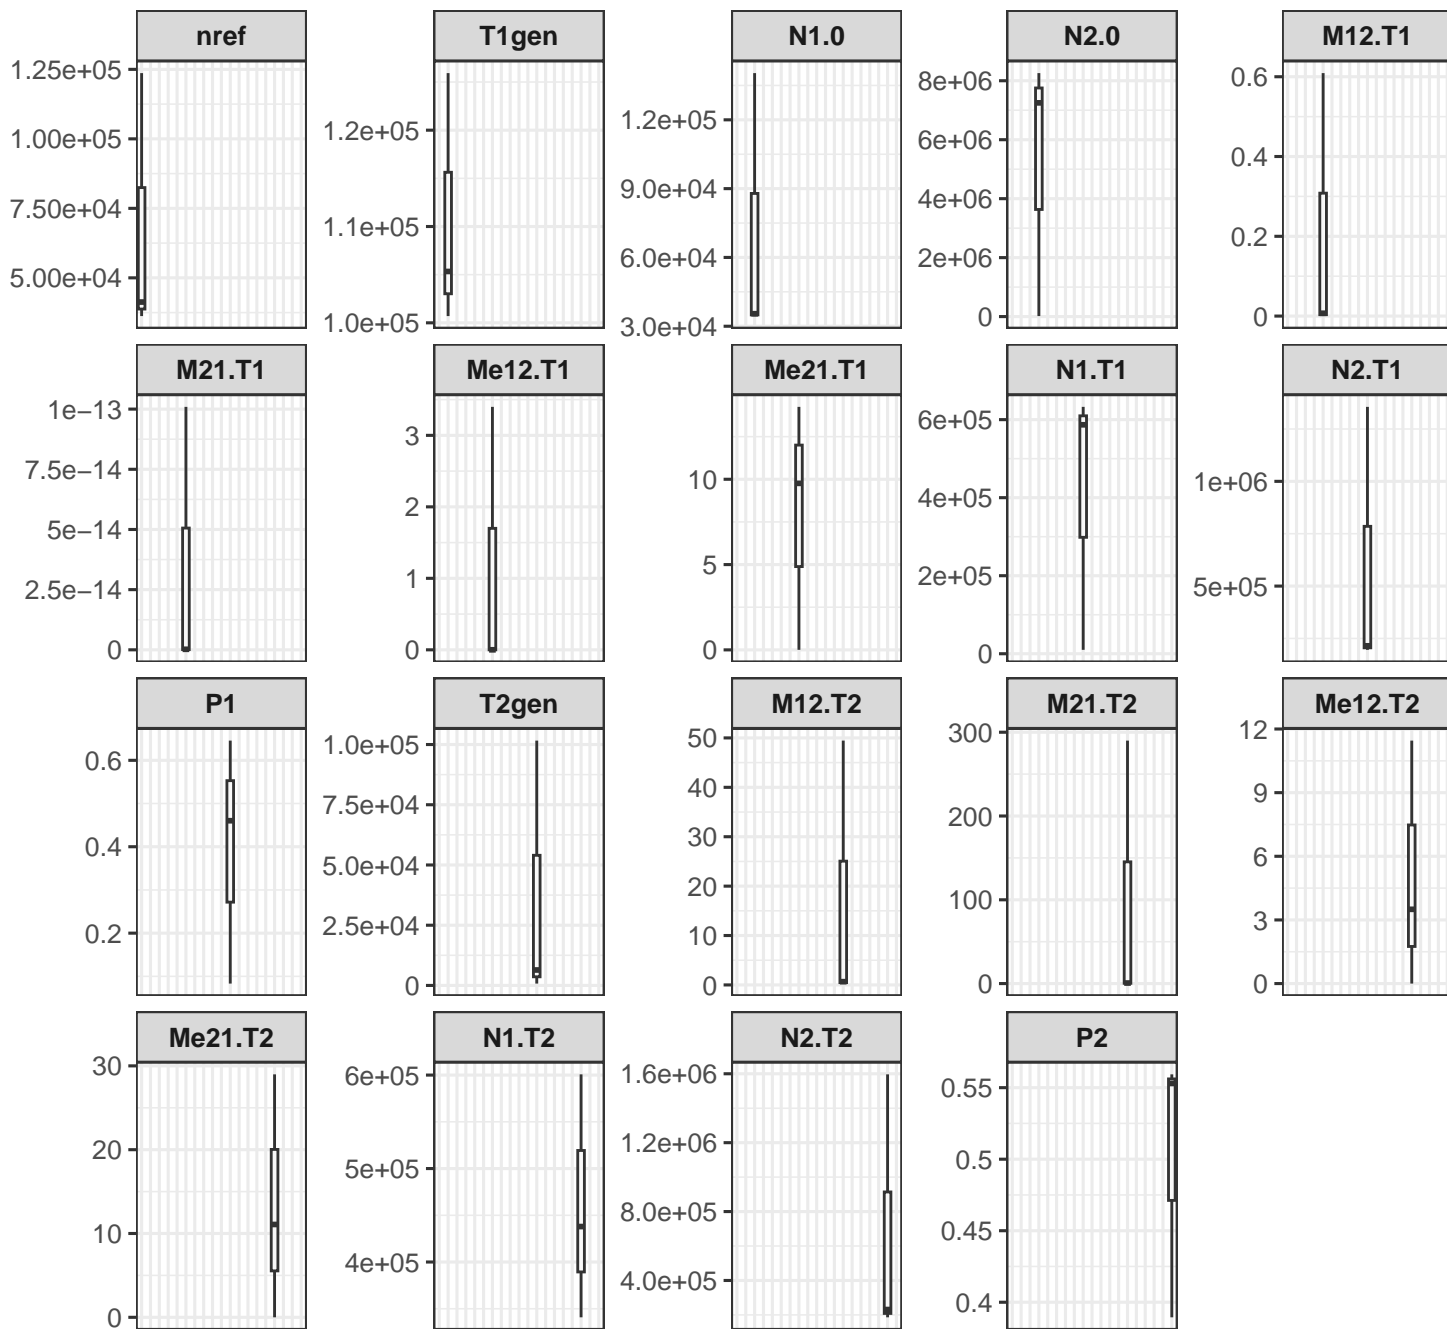 nref T1gen N1.0 N2.0 M12.T1
1.25e+05
1.00e+05
7.50e+04
5.00e+04
1.2e+05
1.1e+05
1.0e+05
1.2e+05
9.0e+04
6.0e+04
3.0e+04
8e+06
6e+06
4e+06
2e+06
0
0.6
0.4
0.2
0
M21.T1 Me12.T1 Me21.T1 N1.T1 N2.T1
1e−13
7.5e−14
5e−14
2.5e−14
0
3
2
1
0
10
5
0
6e+05
4e+05
2e+05
0
1e+06
5e+05
P1 T2gen M12.T2 M21.T2 Me12.T2
0.6
0.4
0.2
1.0e+05
7.5e+04
5.0e+04
2.5e+04
0
50
40
30
20
10
0
300
200
100
0
12
9
6
3
0
Me21.T2 N1.T2 N2.T2 P2
30
20
10
0
6e+05
5e+05
4e+05
1.6e+06
1.2e+06
8.0e+05
4.0e+05
0.55
0.5
0.45
0.4